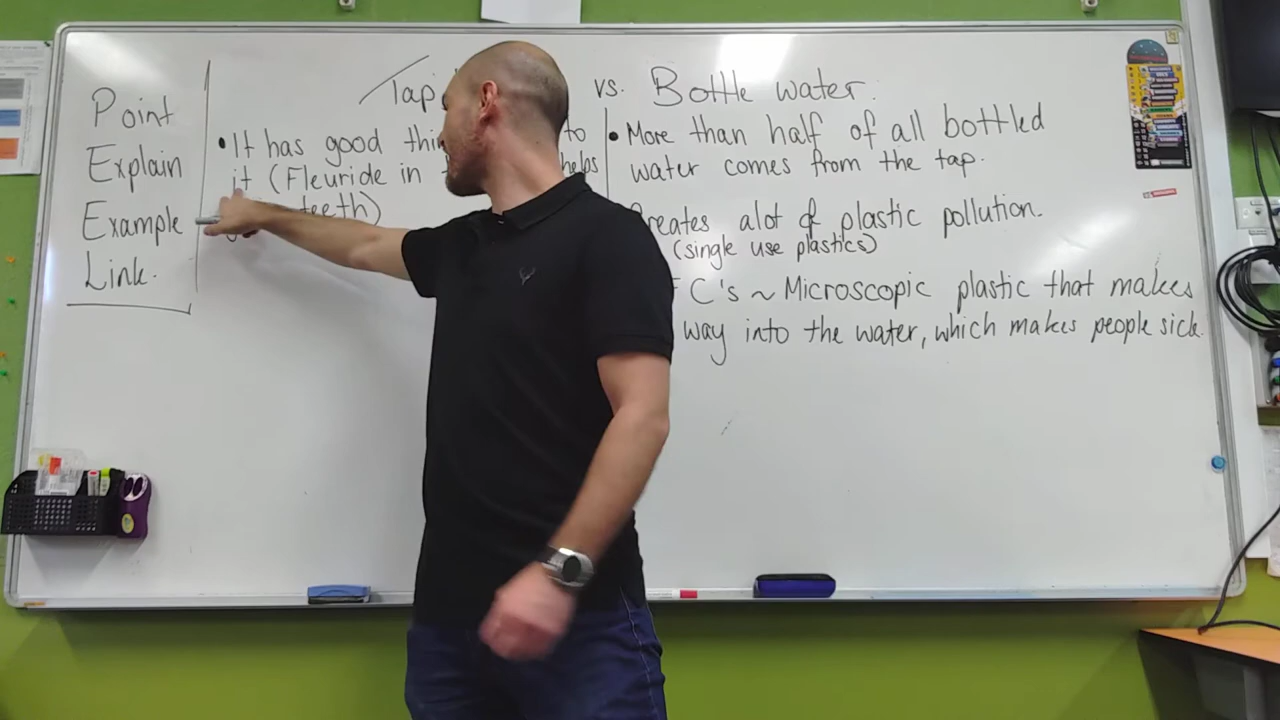 Point
Explain
Example
Link.
Tap vs. Bottle water.
• It has good to
it (Fleuride in helps
teeth)
• More than half of all bottled
water comes from the tap.
alot of plastic pollution.
(single use plastics)
C's ~ Microscopic plastic that makes
way into the water, which makes people sick.